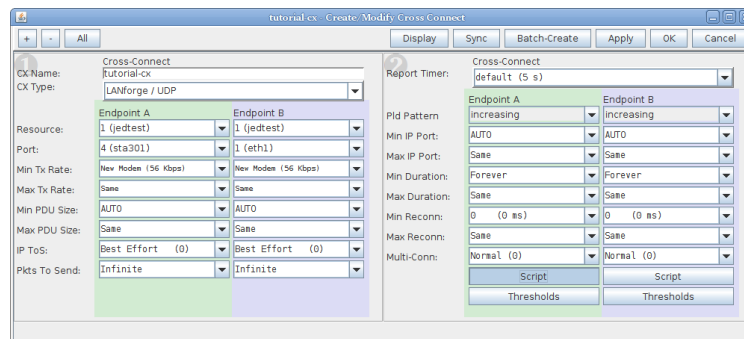 tutorial-cx - Create/Modify Cross Connect
+ - All Display Sync Batch-Create Apply OK Cancel
1
Cross-Connect
CX Name: tutorial-cx
CX Type: LANforge / UDP
Endpoint A Endpoint B
Resource: 1 (jedtest) 1 (jedtest)
Port: 4 (sta301) 1 (eth1)
Min Tx Rate: New Modem (56 Kbps) New Modem (56 Kbps)
Max Tx Rate: Same Same
Min PDU Size: AUTO AUTO
Max PDU Size: Same Same
IP ToS: Best Effort (0) Best Effort (0)
Pkts To Send: Infinite Infinite
2
Cross-Connect
Report Timer: default (5 s)
Endpoint A Endpoint B
Pld Pattern increasing increasing
Min IP Port: AUTO AUTO
Max IP Port: Same Same
Min Duration: Forever Forever
Max Duration: Same Same
Min Reconn: 0 (0 ms) 0 (0 ms)
Max Reconn: Same Same
Multi-Conn: Normal (0) Normal (0)
Script Script
Thresholds Thresholds